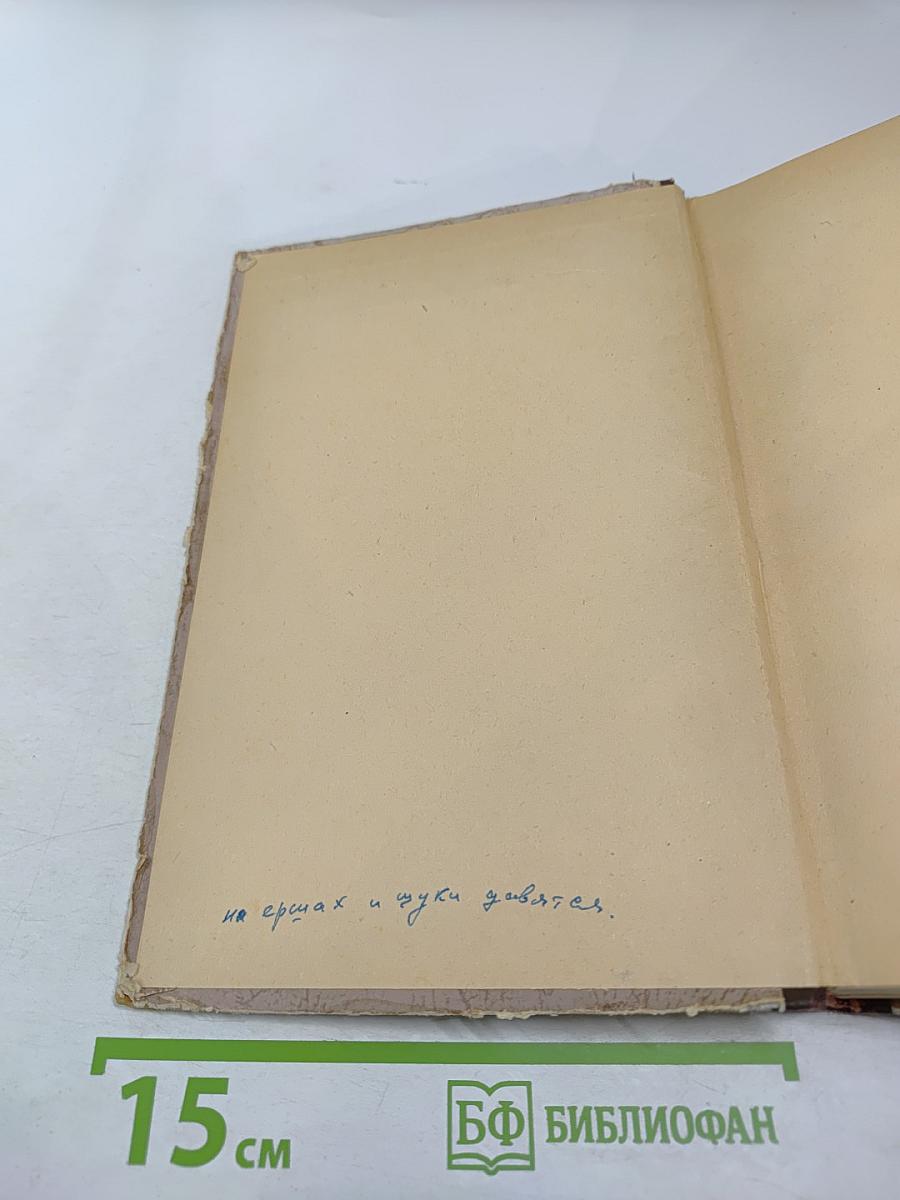 на ершах и щуки давятся.
15 см
БФ БИБЛИОФАН